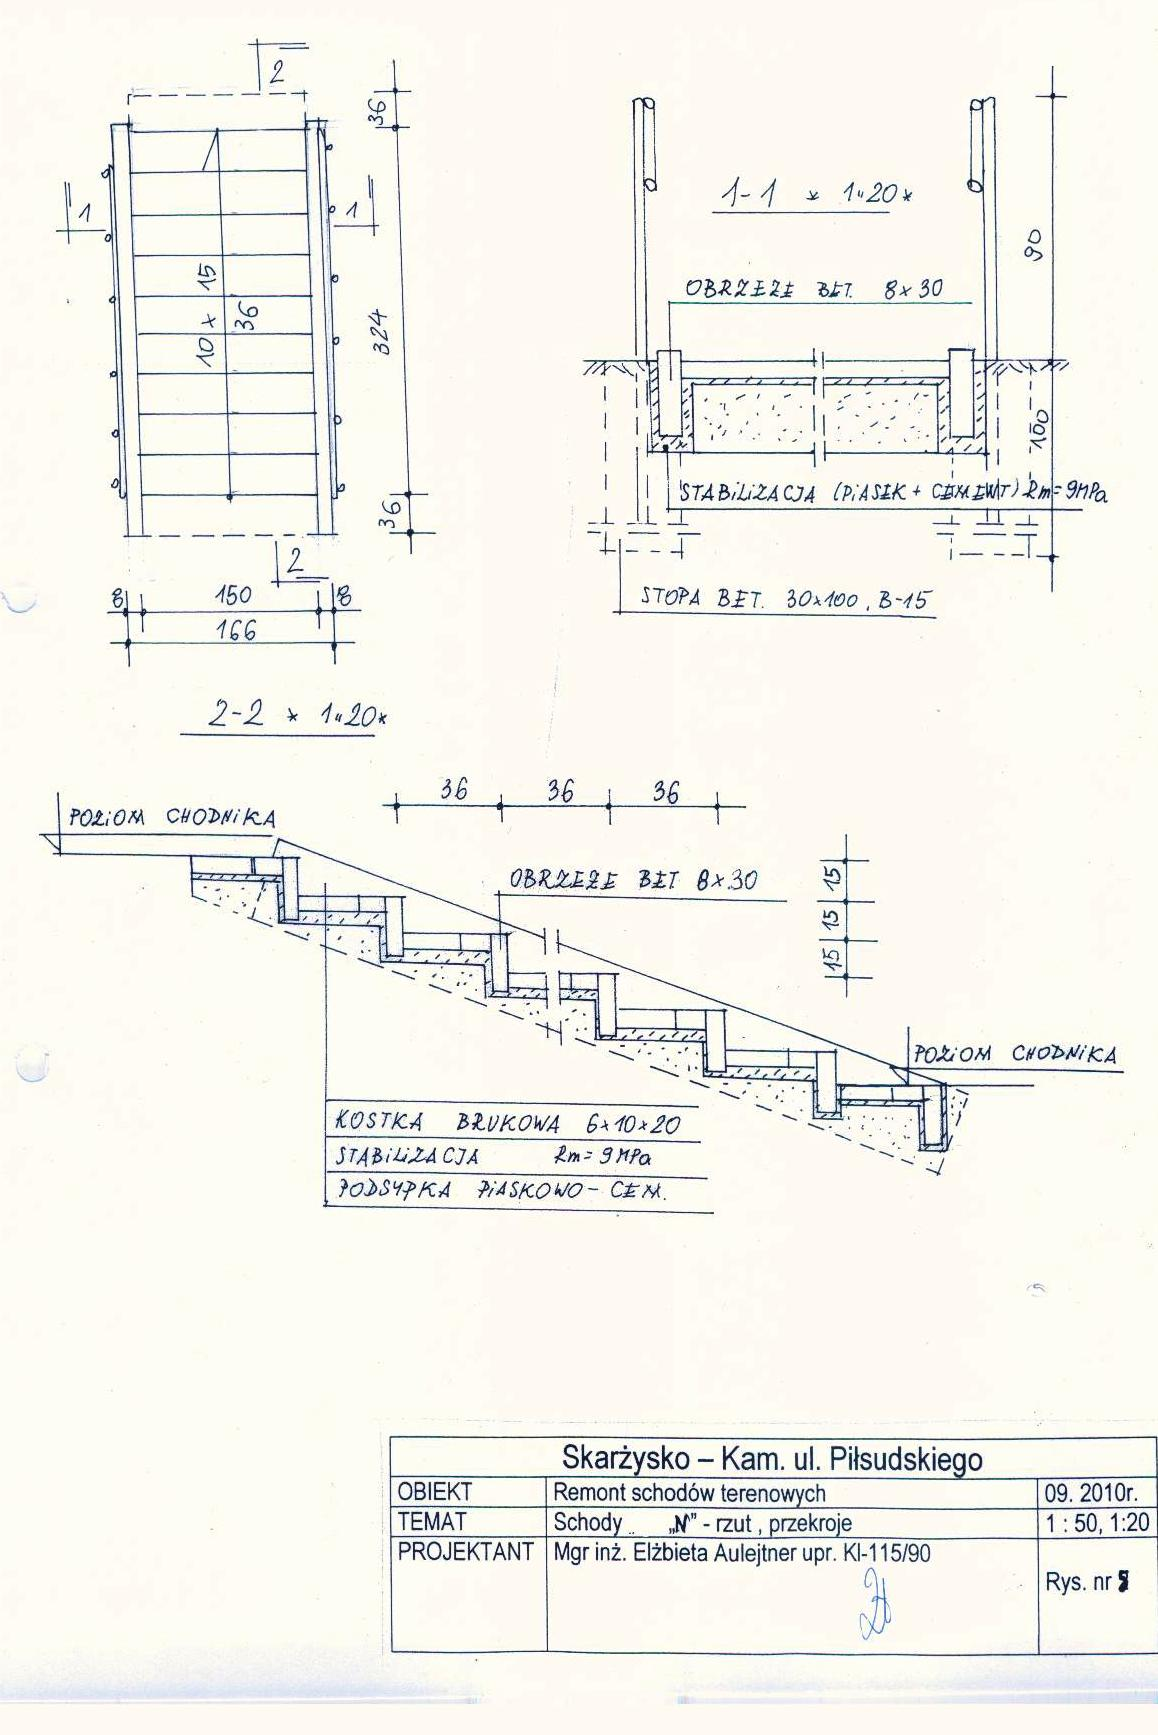 2
36
1
1
10 x 15
36
324
36
2
8 150 8
166
1-1 * 1:20*
90
OBRZEŻE BET. 8x30
100
STABILIZACJA (PIASEK + CEMENT) Rm=9MPa
STOPA BET. 30x100, B-15
2-2 * 1:20*
36 36 36
POZIOM CHODNIKA
OBRZEŻE BET 8x30
15
15
15
POZIOM CHODNIKA
KOSTKA BRUKOWA 6x10x20
STABILIZACJA Rm=9MPa
PODSYPKA PIASKOWO-CEM.
Skarżysko – Kam. ul. Piłsudskiego
OBIEKT Remont schodów terenowych 09. 2010r.
TEMAT Schody „N" - rzut , przekroje 1 : 50, 1:20
PROJEKTANT Mgr inż. Elżbieta Aulejtner upr. Kl-115/90
Rys. nr